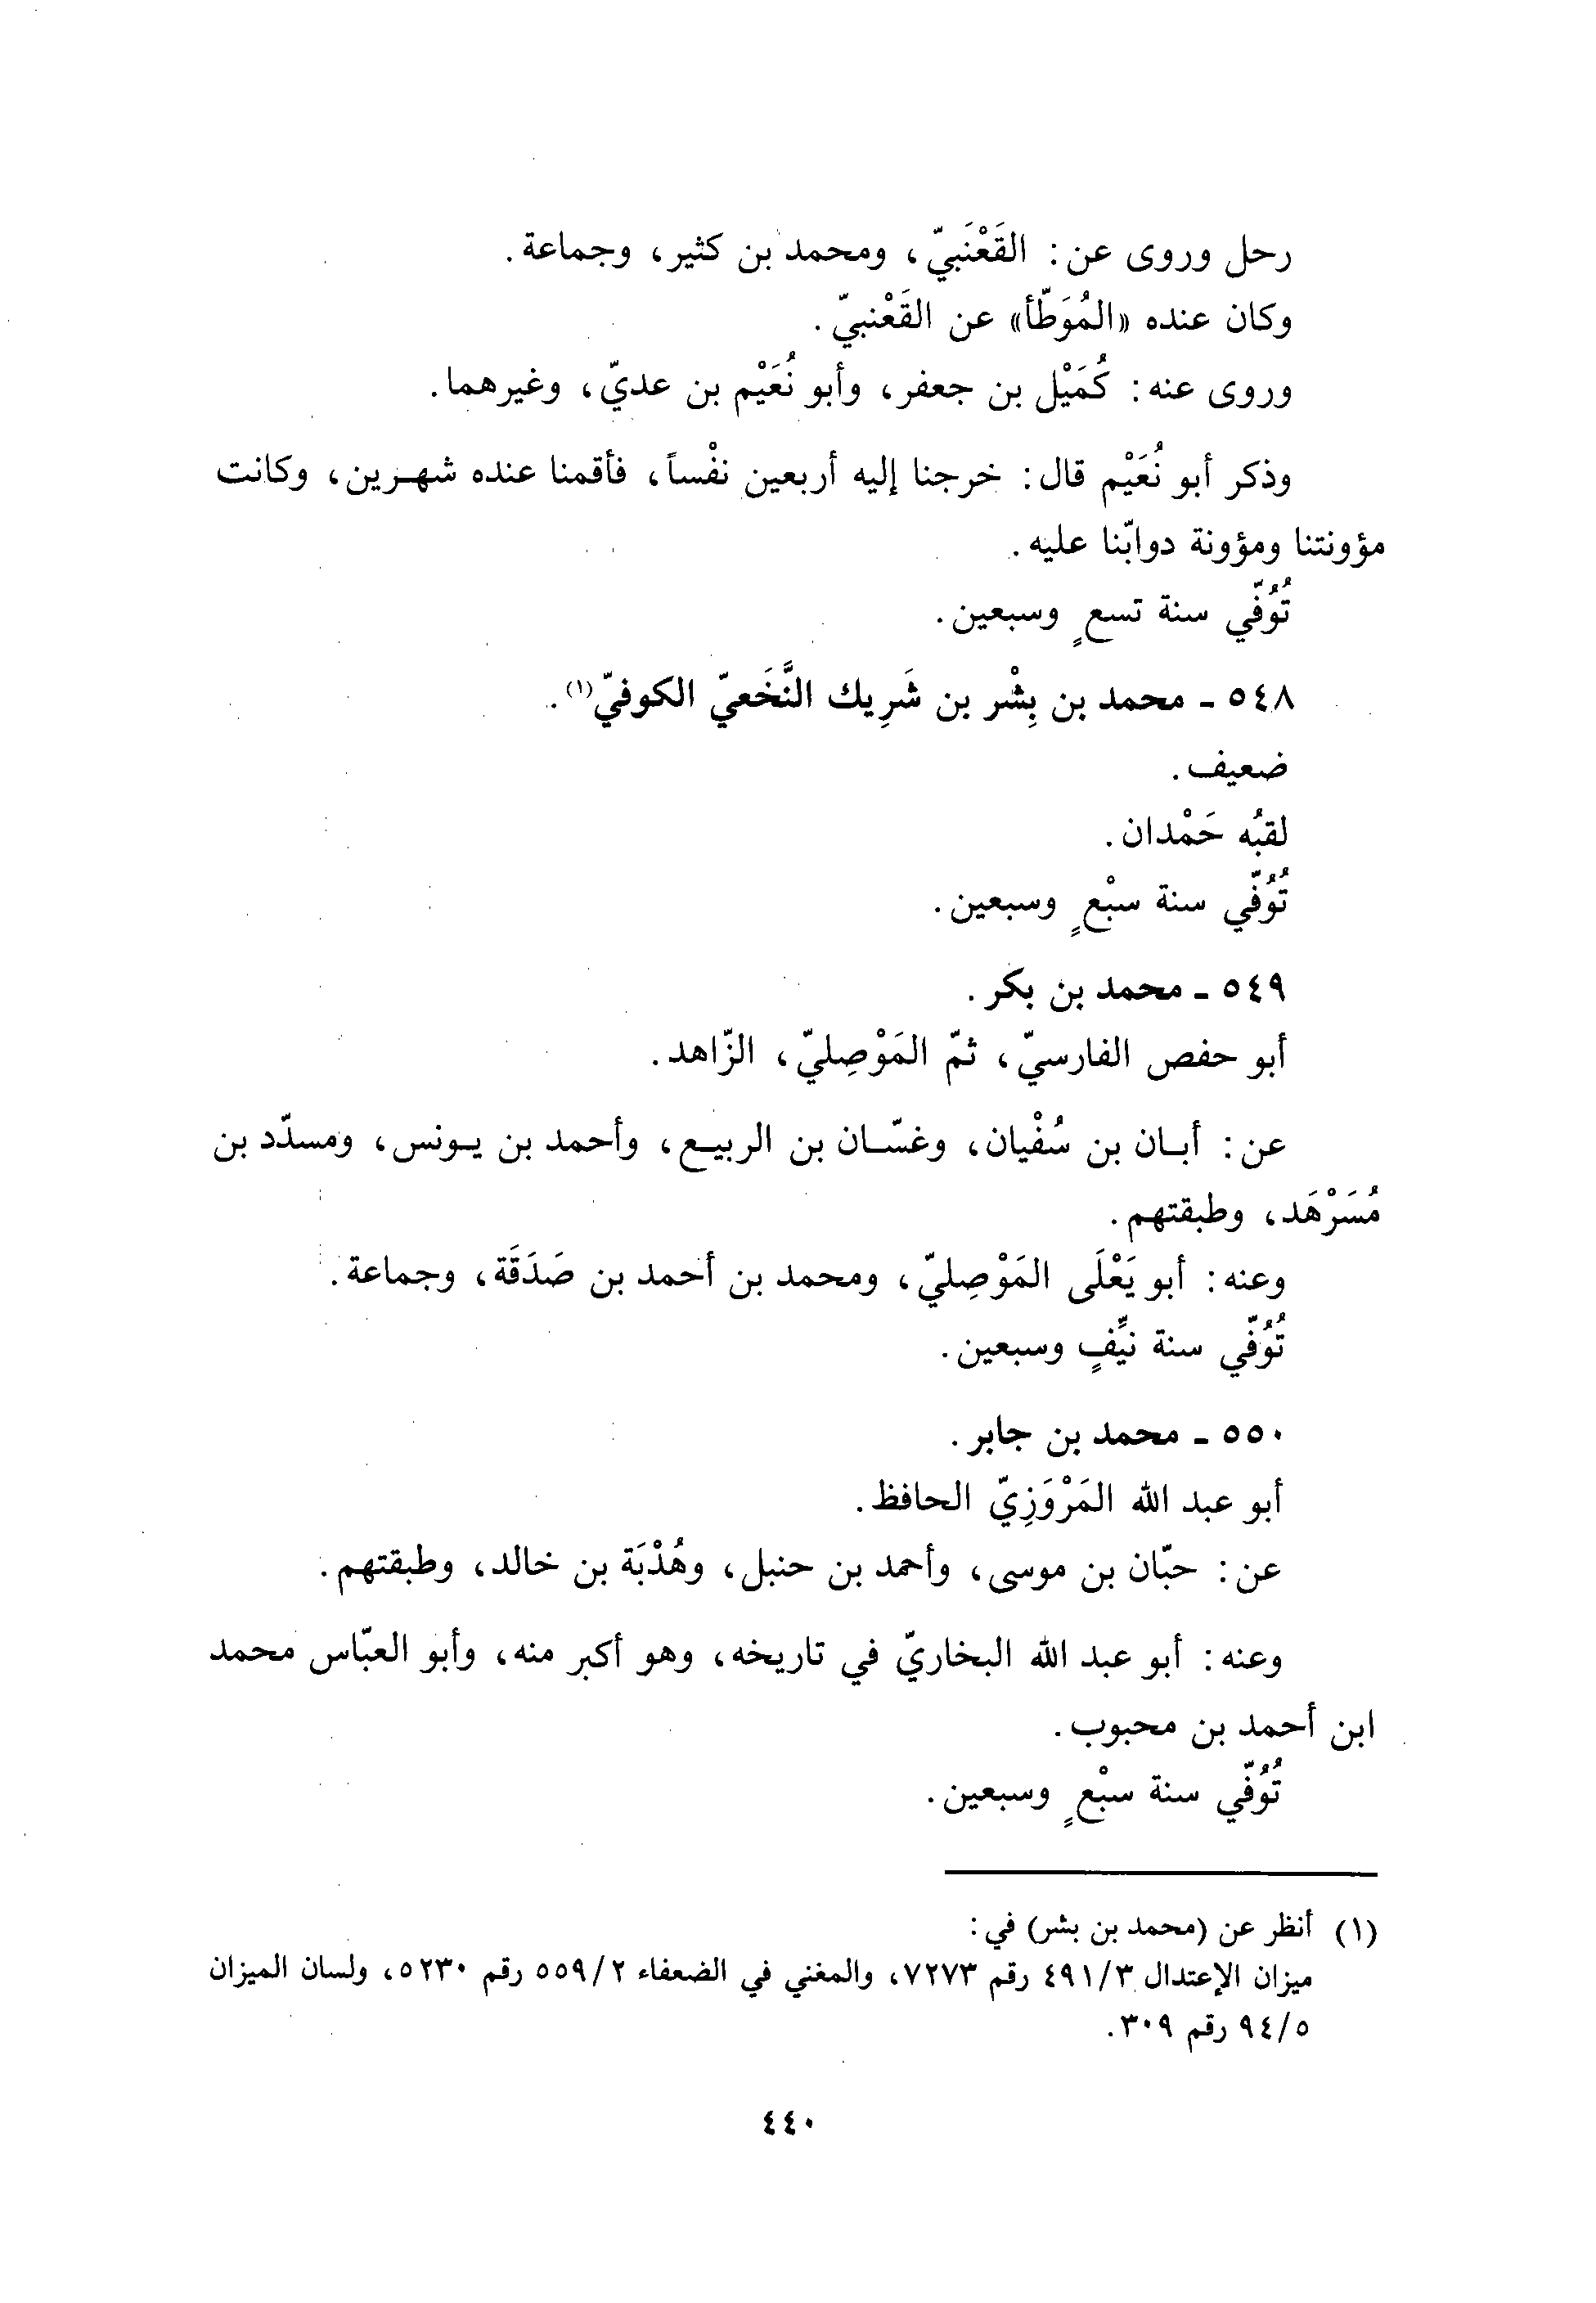 رحل وروى عن: القَعْنَبيّ، ومحمد بن كثير، وجماعة.
وكان عنده «المُوَطّأ» عن القَعْنبيّ.
وروى عنه: كُمَيْل بن جعفر، وأبو نُعَيْم بن عديّ، وغيرهما.
وذكر أبو نُعَيْم قال: خرجنا إليه أربعين نفْساً، فأقمنا عنده شهرين، وكانت
مؤونتنا ومؤونة دوابّنا عليه.
تُوُفّي سنة تسعٍ وسبعين.
٥٤٨ - محمد بن بِشْر بن شَرِيك النَّخَعيّ الكوفيّ(١).
ضعيف.
لقبُه حَمْدان.
تُوُفّي سنة سبْعٍ وسبعين.
٥٤٩ - محمد بن بكر.
أبو حفص الفارسيّ، ثمّ المَوْصِليّ، الزّاهد.
عن: أبان بن سُفْيان، وغسّان بن الربيع، وأحمد بن يونس، ومسدّد بن
مُسَرْهَد، وطبقتهم.
وعنه: أبو يَعْلَى المَوْصِليّ، ومحمد بن أحمد بن صَدَقَة، وجماعة.
تُوُفّي سنة نيِّفٍ وسبعين.
٥٥٠ - محمد بن جابر.
أبو عبد الله المَرْوَزِيّ الحافظ.
عن: حبّان بن موسى، وأحمد بن حنبل، وهُدْبَة بن خالد، وطبقتهم.
وعنه: أبو عبد الله البخاريّ في تاريخه، وهو أكبر منه، وأبو العبّاس محمد
ابن أحمد بن محبوب.
تُوُفّي سنة سبْعٍ وسبعين.
(١) أنظر عن (محمد بن بشر) في:
ميزان الإعتدال ٤٩١/٣ رقم ٧٢٧٣، والمغني في الضعفاء ٥٥٩/٢ رقم ٥٢٣٠، ولسان الميزان
٩٤/٥ رقم ٣٠٩.
٤٤٠